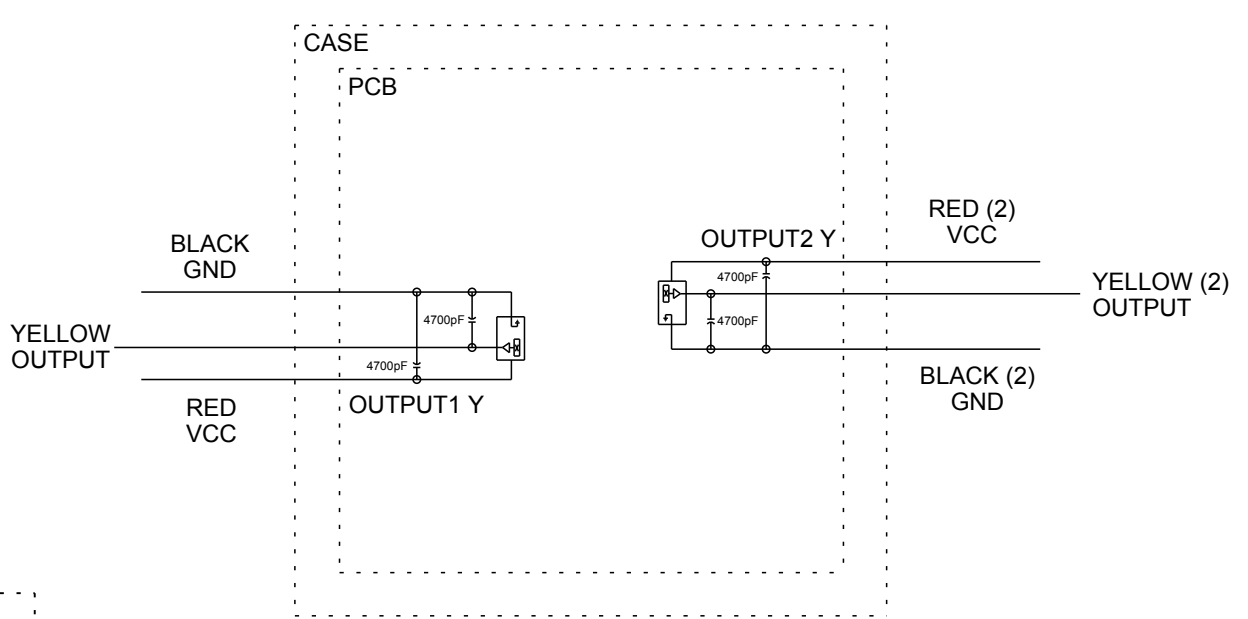 CASE
PCB
BLACK
GND
4700pF
YELLOW
OUTPUT
4700pF
RED
VCC
OUTPUT1 Y
RED (2)
VCC
OUTPUT2 Y
4700pF
YELLOW (2)
OUTPUT
4700pF
BLACK (2)
GND